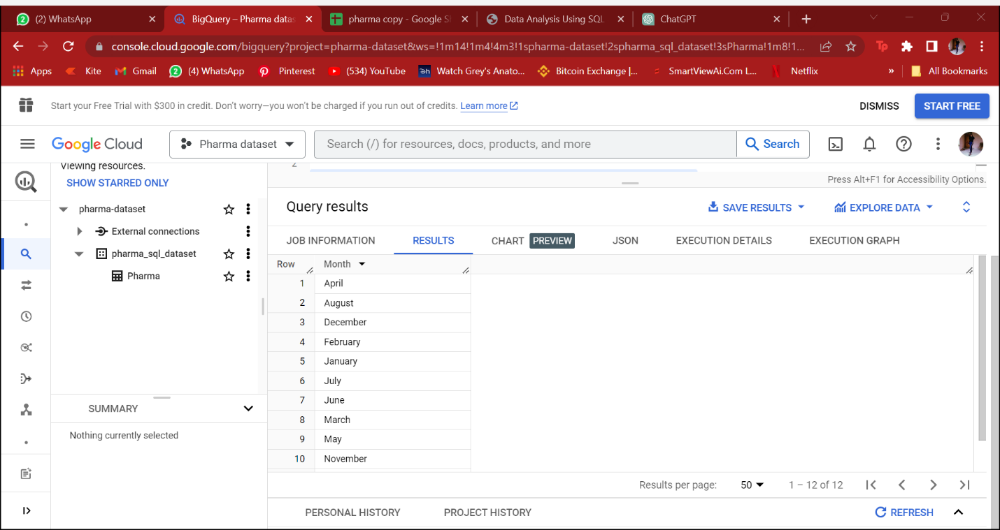 (2) WhatsApp
BigQuery – Pharma datas
pharma copy - Google Sh
Data Analysis Using SQL
ChatGPT
console.cloud.google.com/bigquery?project=pharma-dataset&ws=!1m14!1m4!4m3!1spharma-dataset!2spharma_sql_dataset!3sPharma!1m8!1...
Apps
Kite
Gmail
(4) WhatsApp
Pinterest
(534) YouTube
Watch Grey's Anato...
Bitcoin Exchange |...
SmartViewAi.Com L...
Netflix
»
All Bookmarks
Start your Free Trial with $300 in credit. Don't worry—you won't be charged if you run out of credits. Learn more
DISMISS
START FREE
Google Cloud
Pharma dataset
Search (/) for resources, docs, products, and more
Search
Viewing resources.
SHOW STARRED ONLY
2
Press Alt+F1 for Accessibility Options.
pharma-dataset
External connections
pharma_sql_dataset
Pharma
SUMMARY
Nothing currently selected
Query results
SAVE RESULTS
EXPLORE DATA
JOB INFORMATION
RESULTS
CHART PREVIEW
JSON
EXECUTION DETAILS
EXECUTION GRAPH
Row Month
1 April
2 August
3 December
4 February
5 January
6 July
7 June
8 March
9 May
10 November
Results per page: 50 1 – 12 of 12
PERSONAL HISTORY
PROJECT HISTORY
REFRESH